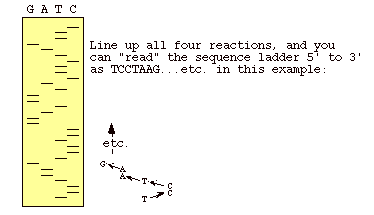 G A T C
Line up all four reactions, and you
can "read" the sequence ladder 5' to 3'
as TCCTAAG...etc. in this example:
etc.
G A
A T C
T C